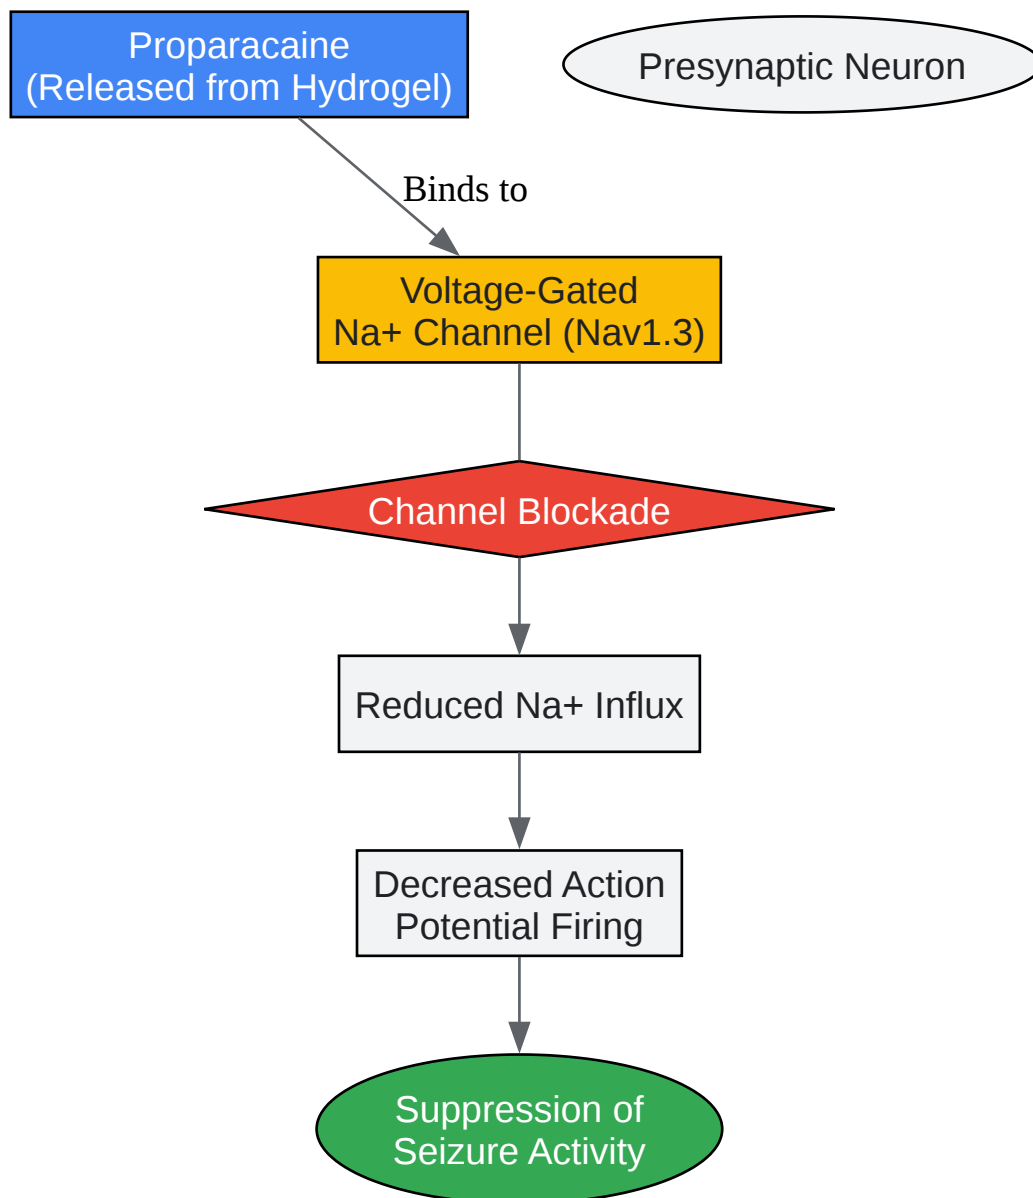 Proparacaine
(Released from Hydrogel)
Presynaptic Neuron
Binds to
Voltage-Gated
Na+ Channel (Nav1.3)
Channel Blockade
Reduced Na+ Influx
Decreased Action
Potential Firing
Suppression of
Seizure Activity